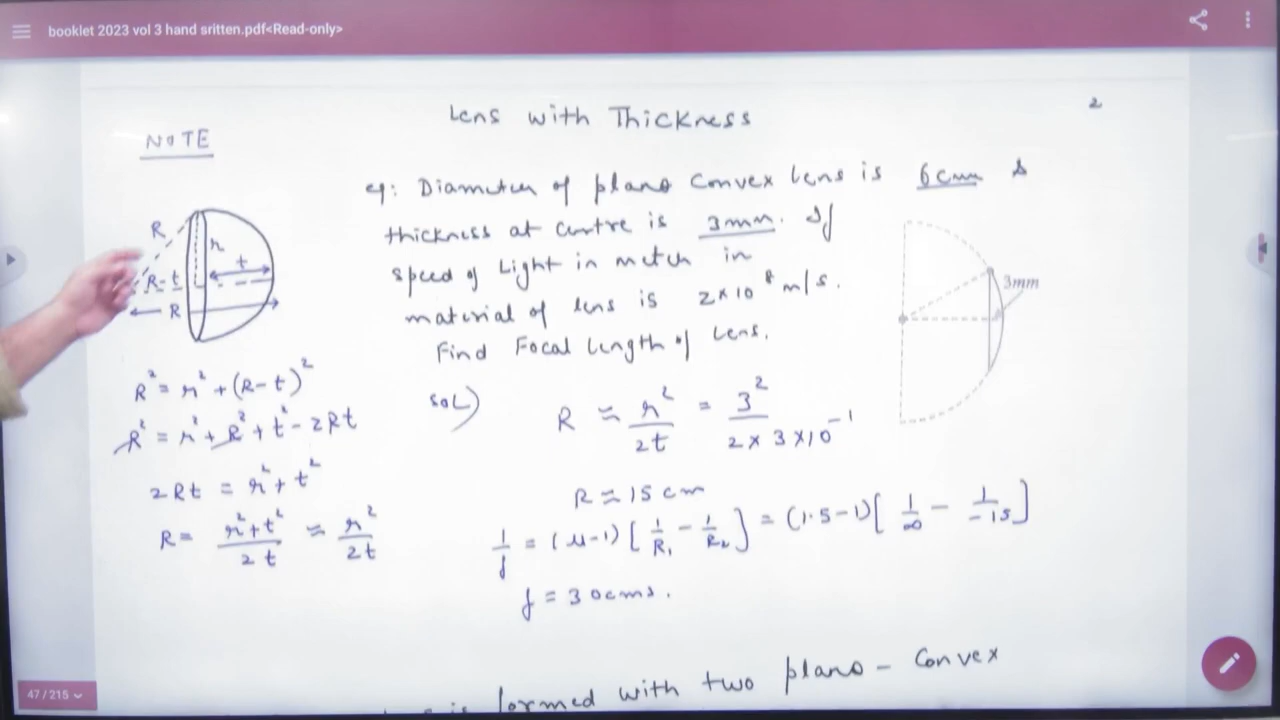 booklet 2023 vol 3 hand sritten.pdf<Read-only>
2
Lens with Thickness
NOTE
eg: Diameter of plano convex lens is 6cm &
thickness at centre is 3mm. If
speed of Light in
material of lens is 2×10⁸ m/s.
Find Focal Length of Lens.
R
r
t
R-t
R
3mm
R² = r² + (R-t)²
R² = r² + R² + t² - 2Rt
2Rt = r² + t²
R = r²+t² / 2t ≈ r² / 2t
SOL)
R ≈ r² / 2t = 3² / 2×3×10⁻¹
R ≈ 15 cm
1/f = (μ-1) [1/R₁ - 1/R₂] = (1.5-1) [1/∞ - 1/-15]
f = 30cms.
is formed with two plano - convex
47 / 215